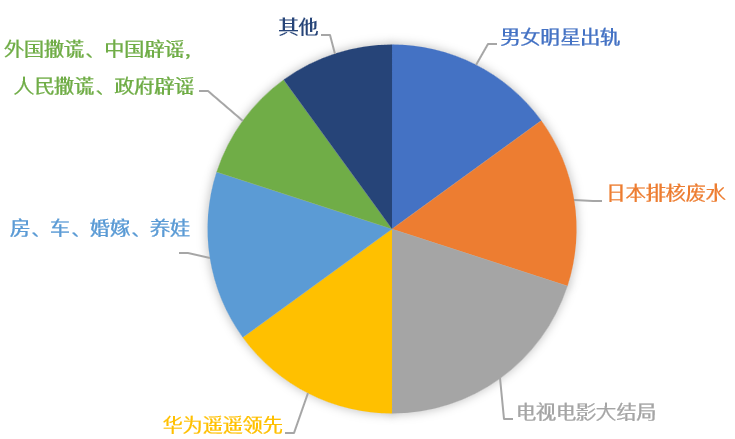 其他
男女明星出轨
外国撒谎、中国辟谣,
人民撒谎、政府辟谣
日本排核废水
房、车、婚嫁、养娃
电视电影大结局
华为遥遥领先